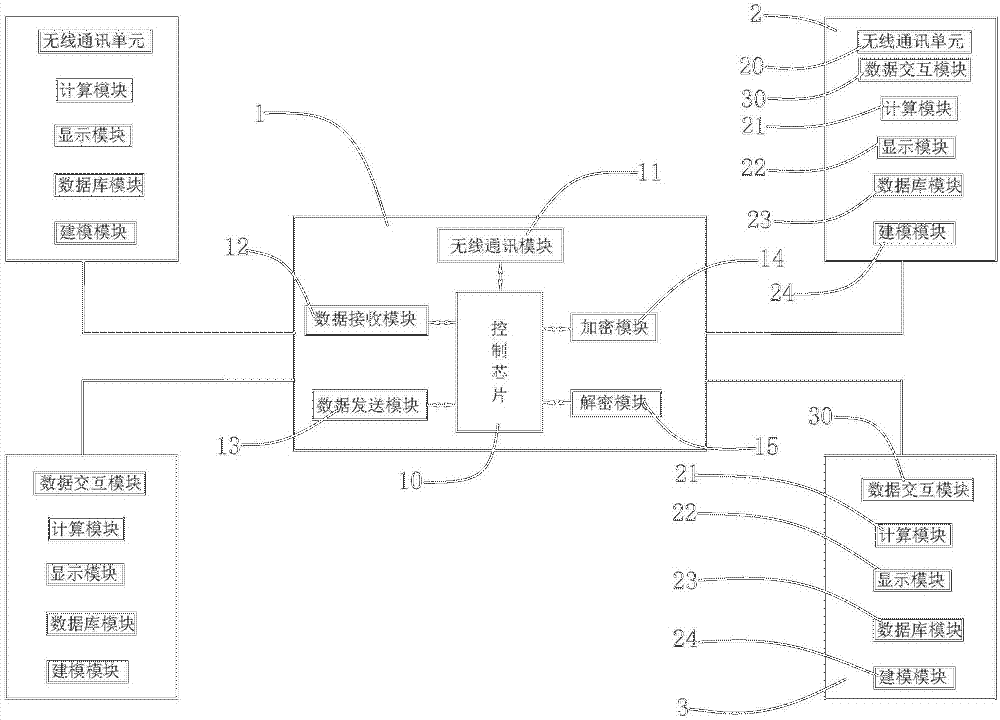 无线通讯单元
计算模块
显示模块
数据库模块
建模模块
2
无线通讯单元
20
数据交互模块
30
计算模块
21
显示模块
22
数据库模块
23
建模模块
24
1
11
无线通讯模块
12
数据接收模块
14
加密模块
控制芯片
数据发送模块
13
解密模块
15
10
数据交互模块
计算模块
显示模块
数据库模块
建模模块
30
数据交互模块
21
计算模块
22
显示模块
23
数据库模块
24
建模模块
3